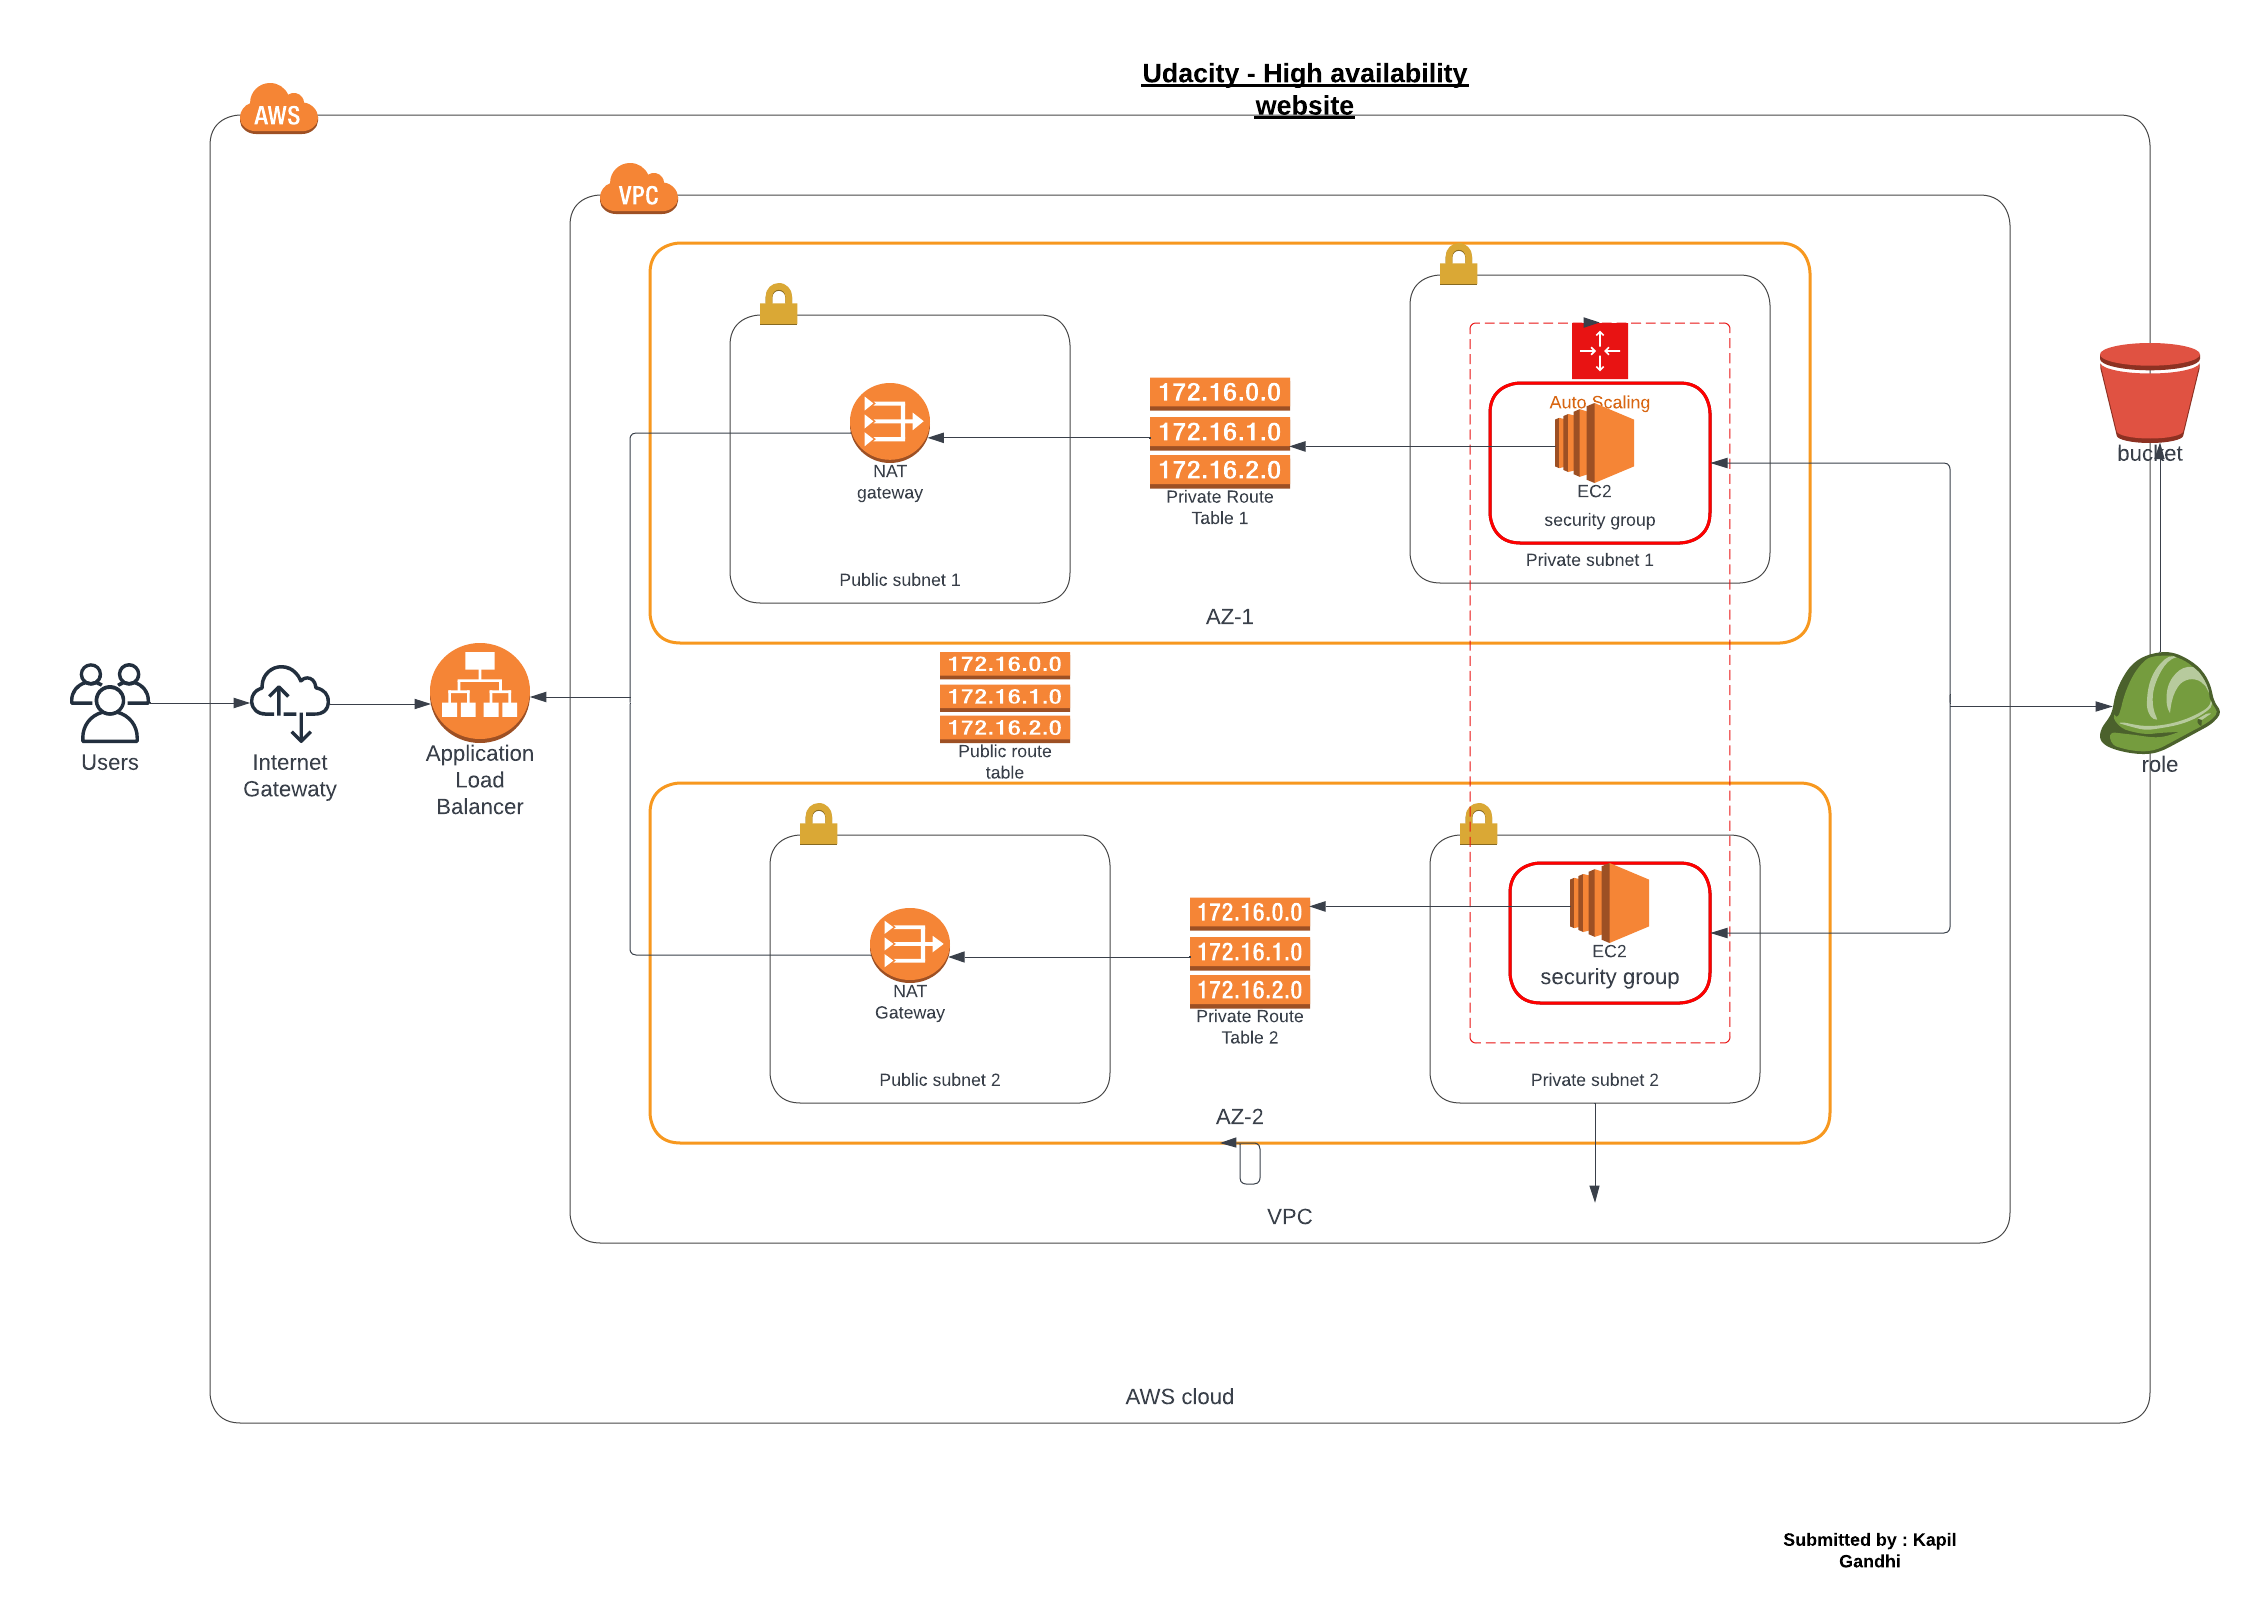 Udacity - High availability
website
AWS
VPC
172.16.0.0
172.16.1.0
172.16.2.0
Private Route
Table 1
NAT
gateway
Public subnet 1
Auto Scaling
EC2
security group
Private subnet 1
AZ-1
bucket
172.16.0.0
172.16.1.0
172.16.2.0
Public route
table
Users
Internet
Gatewaty
Application
Load
Balancer
role
NAT
Gateway
Public subnet 2
172.16.0.0
172.16.1.0
172.16.2.0
Private Route
Table 2
EC2
security group
Private subnet 2
AZ-2
VPC
AWS cloud
Submitted by : Kapil
Gandhi